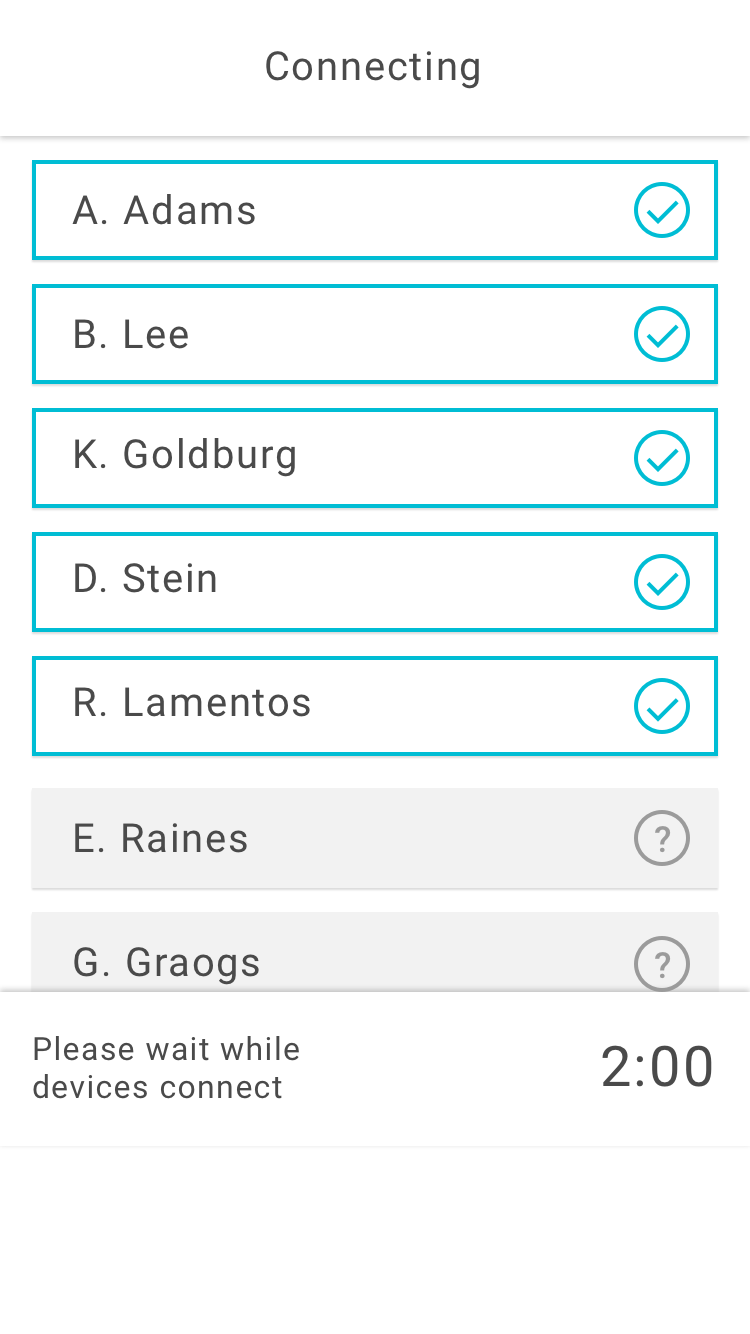 Connecting
A. Adams
B. Lee
K. Goldburg
D. Stein
R. Lamentos
E. Raines
?
G. Graogs
?
Please wait while
devices connect
2:00